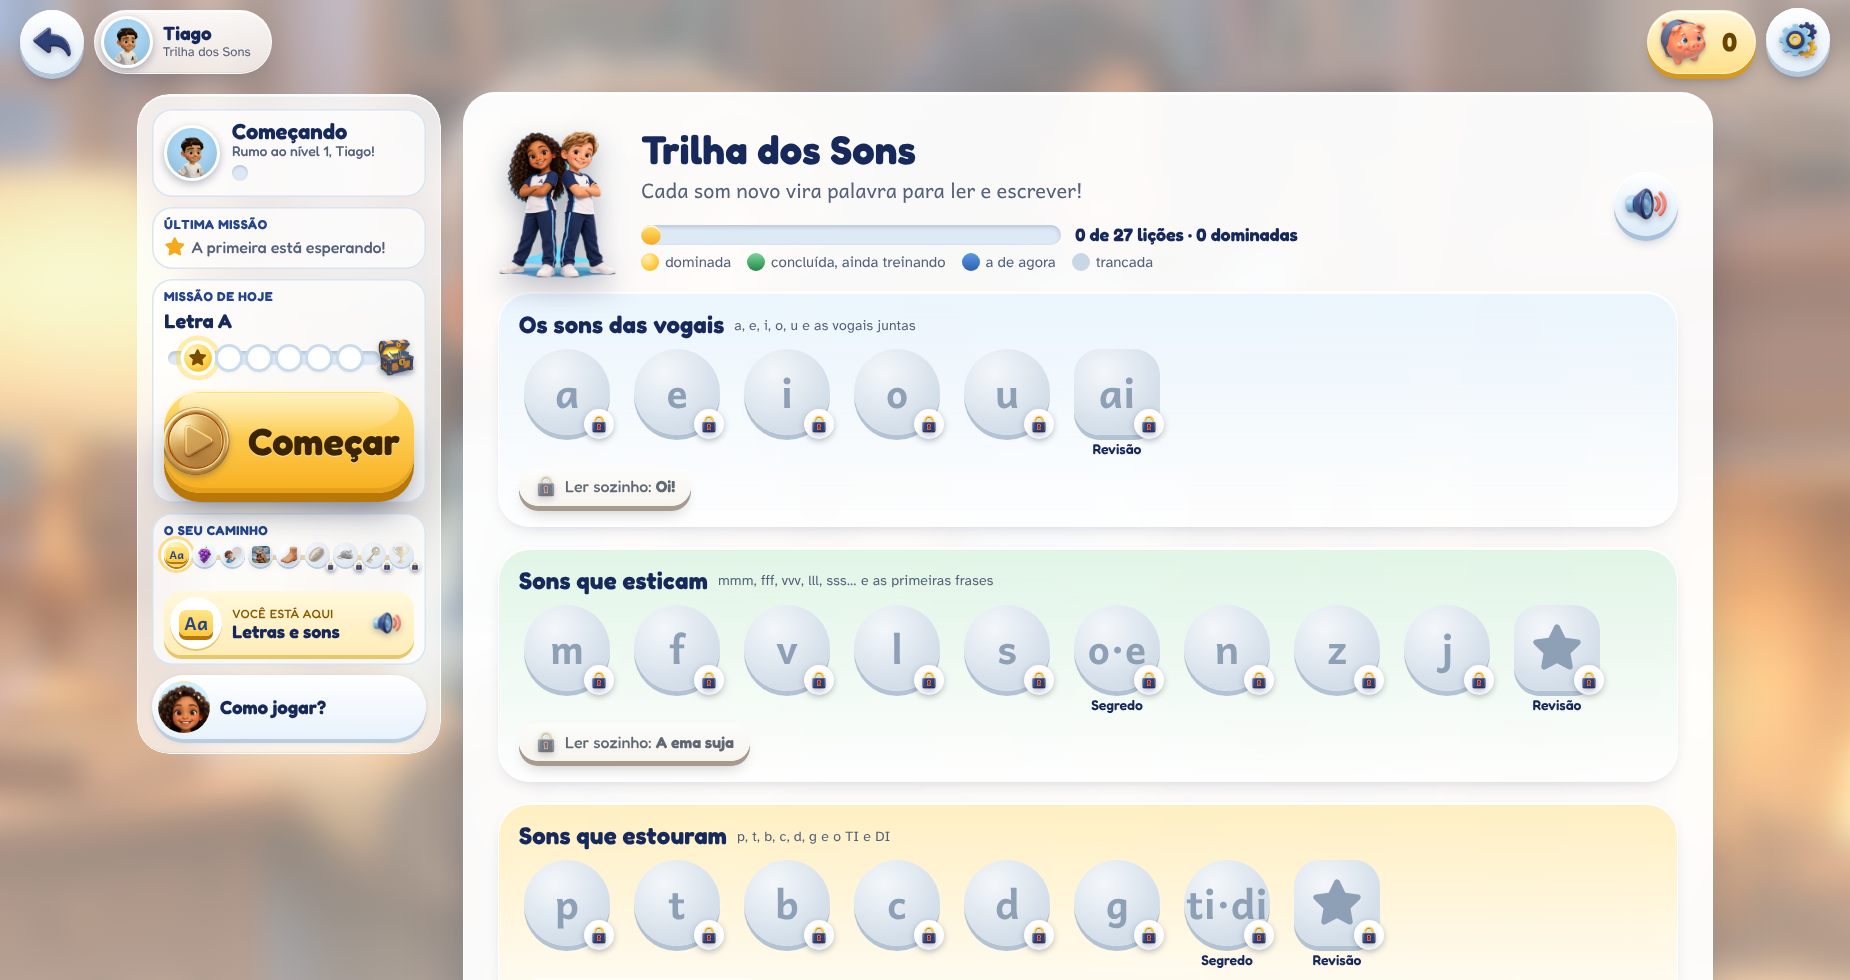 Tiago
Trilha dos Sons
0
Começando
Rumo ao nível 1, Tiago!
ÚLTIMA MISSÃO
A primeira está esperando!
MISSÃO DE HOJE
Letra A
Começar
O SEU CAMINHO
Aa
Aa
VOCÊ ESTÁ AQUI
Letras e sons
Como jogar?
Trilha dos Sons
Cada som novo vira palavra para ler e escrever!
0 de 27 lições · 0 dominadas
dominada concluída, ainda treinando a de agora trancada
Os sons das vogais a, e, i, o, u e as vogais juntas
a e i o u ai
Revisão
Ler sozinho: Oi!
Sons que esticam mmm, fff, vvv, lll, sss... e as primeiras frases
m f v l s o·e n z j
Segredo Revisão
Ler sozinho: A ema suja
Sons que estouram p, t, b, c, d, g e o TI e DI
p t b c d g ti·di
Segredo Revisão